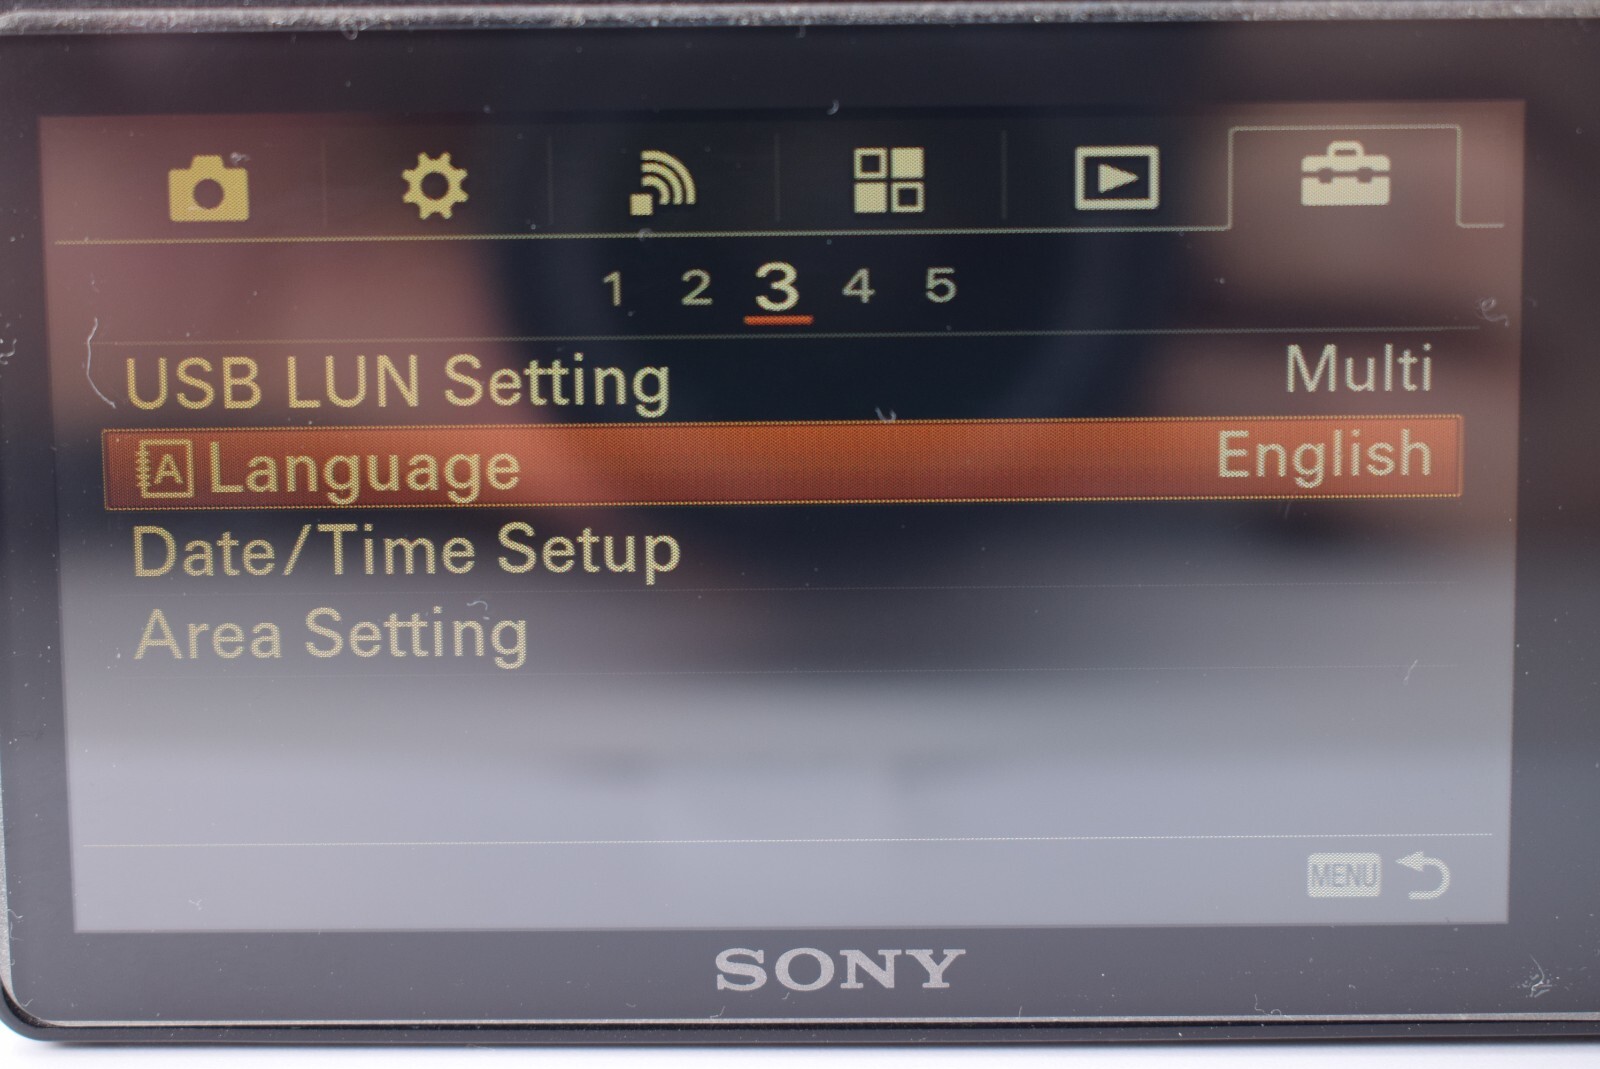 1 2 3 4 5
USB LUN Setting Multi
A Language English
Date/Time Setup
Area Setting
MENU
SONY